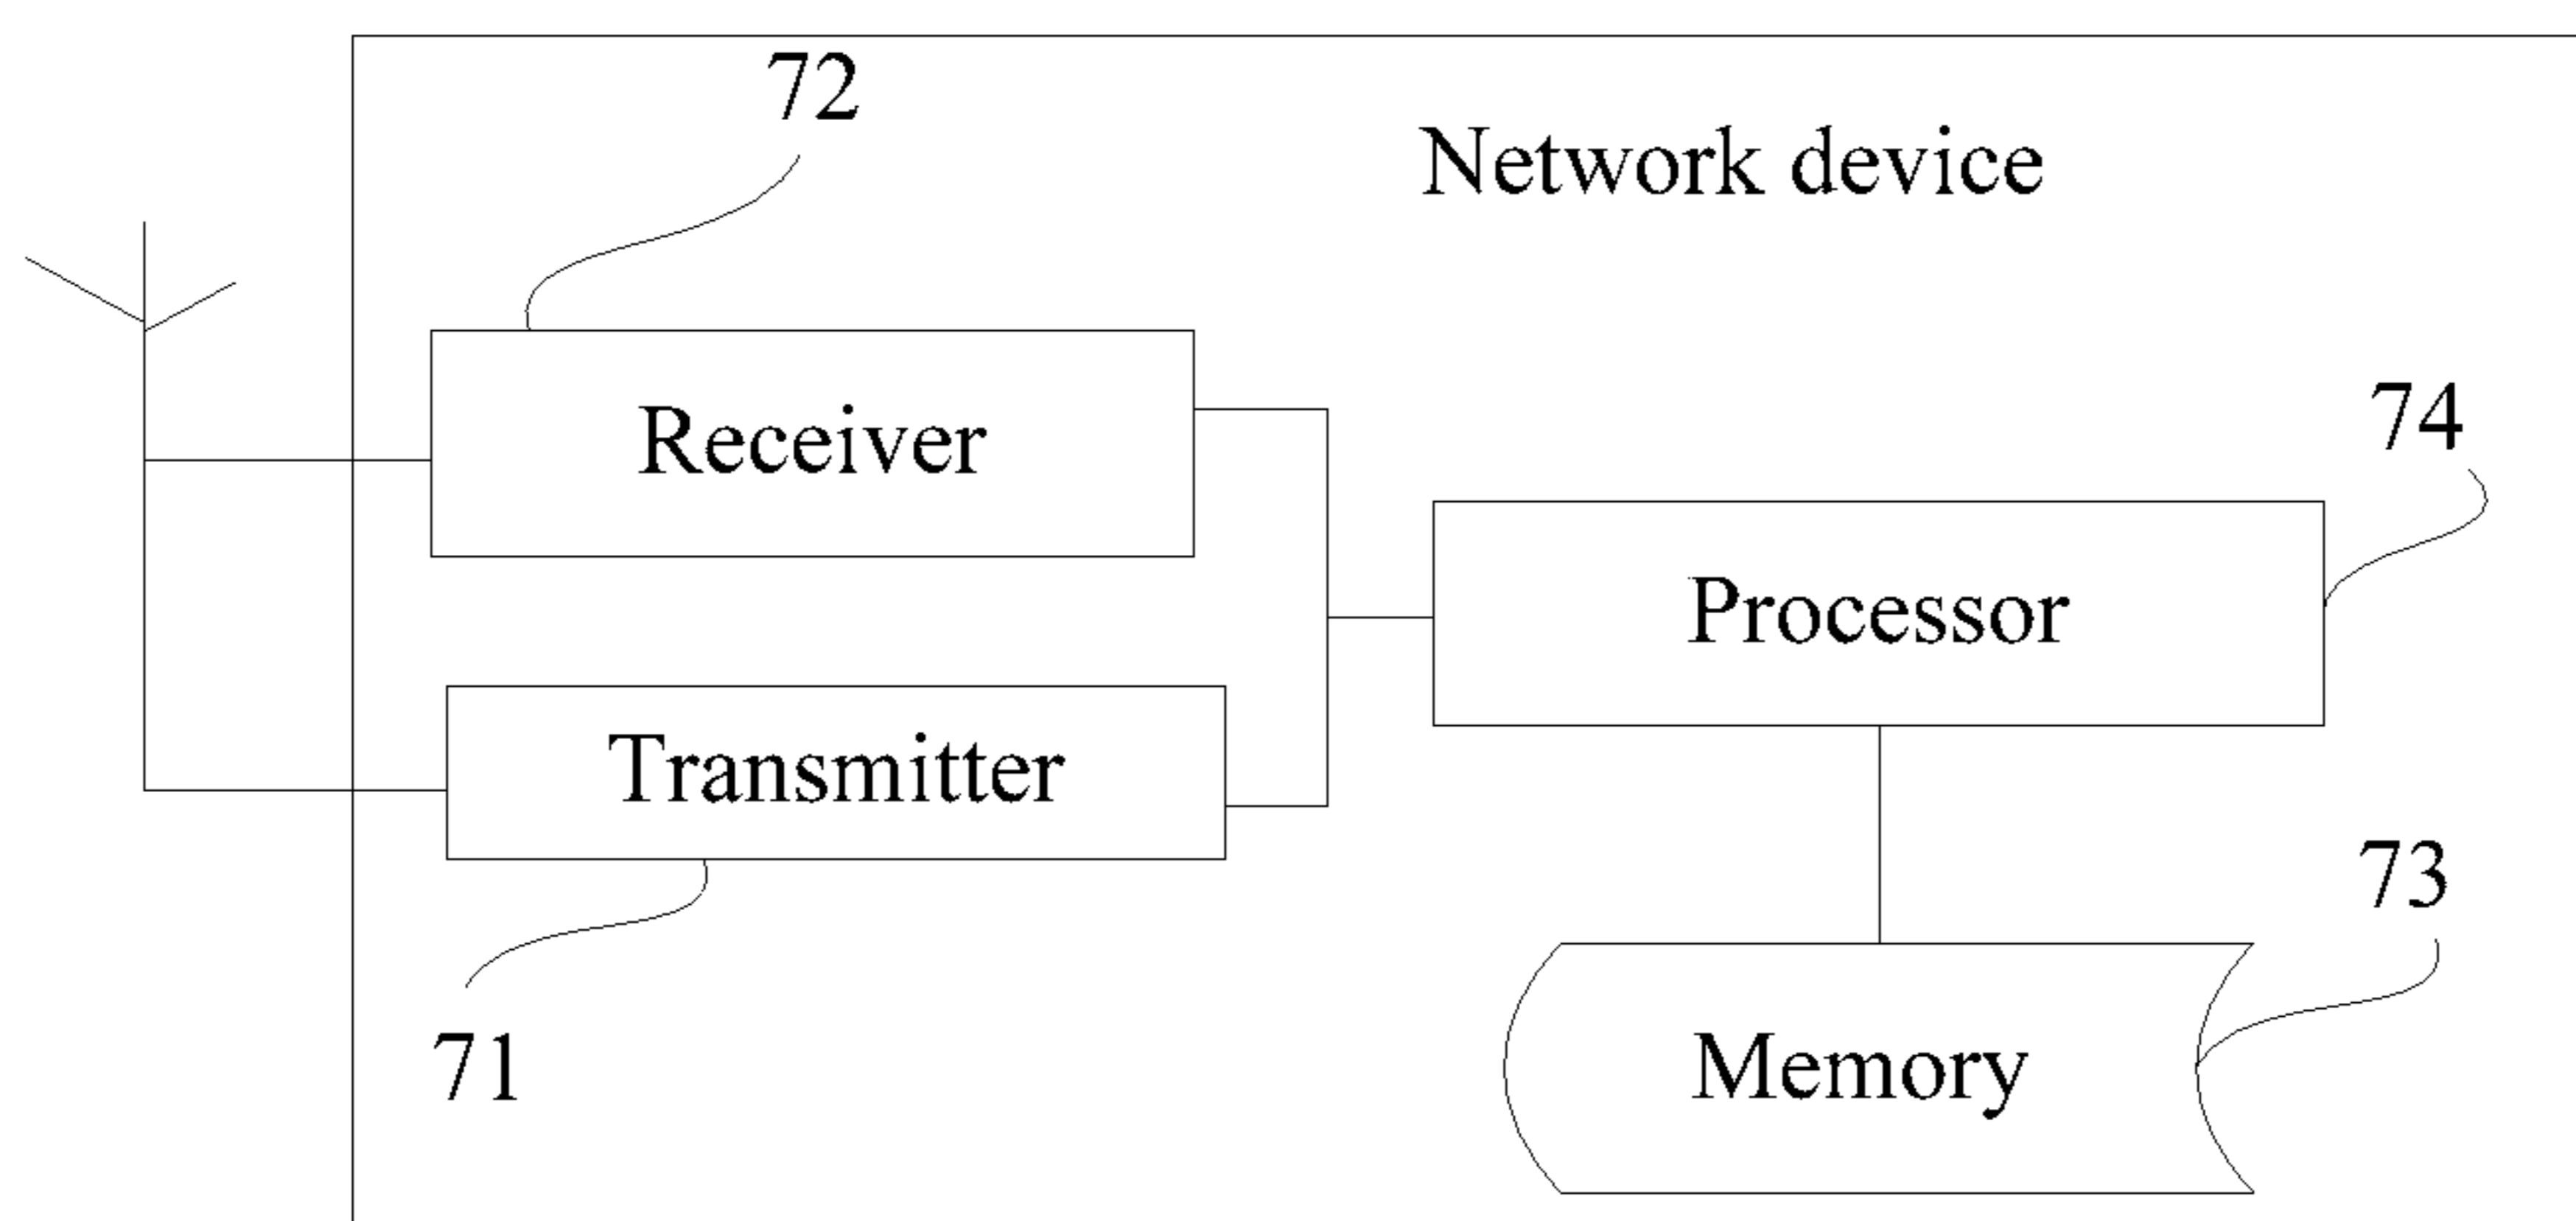 72
Network device
Receiver
74
Processor
Transmitter
73
71
Memory